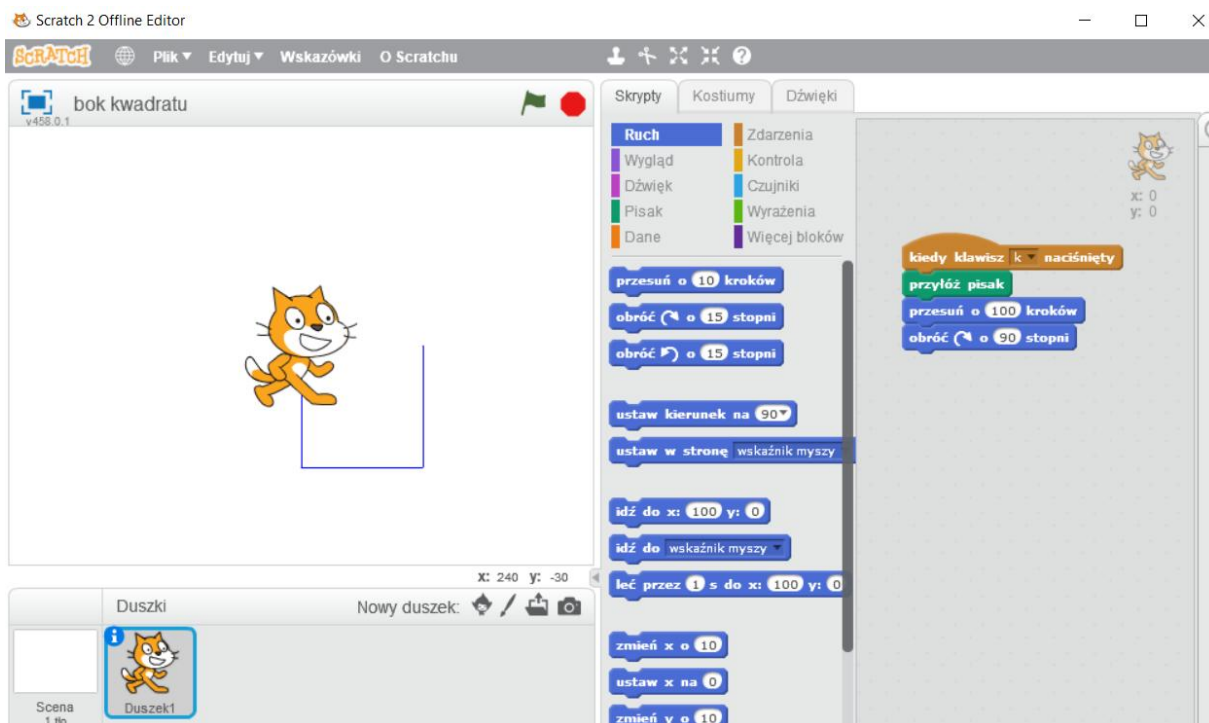 Scratch 2 Offline Editor
SCRATCH Plik Edytuj Wskazówki O Scratchu
bok kwadratu
v458.0.1
Skrypty Kostiumy Dźwięki
Ruch Zdarzenia
Wygląd Kontrola
Dźwięk Czujniki
Pisak Wyrażenia
Dane Więcej bloków
przesuń o 10 kroków
obróć o 15 stopni
obróć o 15 stopni
ustaw kierunek na 90
ustaw w stronę wskaźnik myszy
idź do x: 100 y: 0
idź do wskaźnik myszy
leć przez 1 s do x: 100 y: 0
zmień x o 10
ustaw x na 0
zmień y o 10
x: 0
y: 0
kiedy klawisz k naciśnięty
przyłóż pisak
przesuń o 100 kroków
obróć o 90 stopni
X: 240 y: -30
Duszki Nowy duszek:
Scena
1 tło
Duszek1